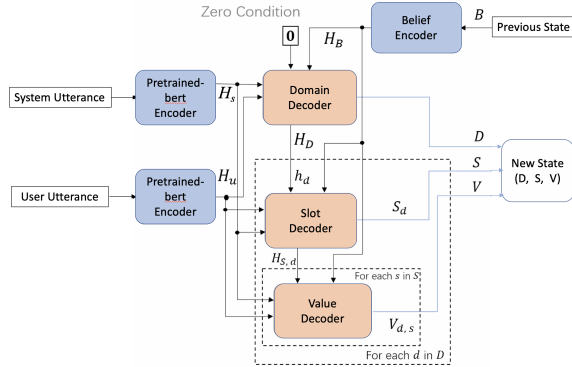 Zero Condition
0
H_B
Belief
Encoder
B
Previous State
System Utterance
Pretrained-
bert
Encoder
H_s
Domain
Decoder
H_D
D
User Utterance
Pretrained-
bert
Encoder
H_u
h_d
Slot
Decoder
S_d
S
V
New State
(D, S, V)
H_{S,d}
For each s in S
Value
Decoder
V_{d,s}
For each d in D